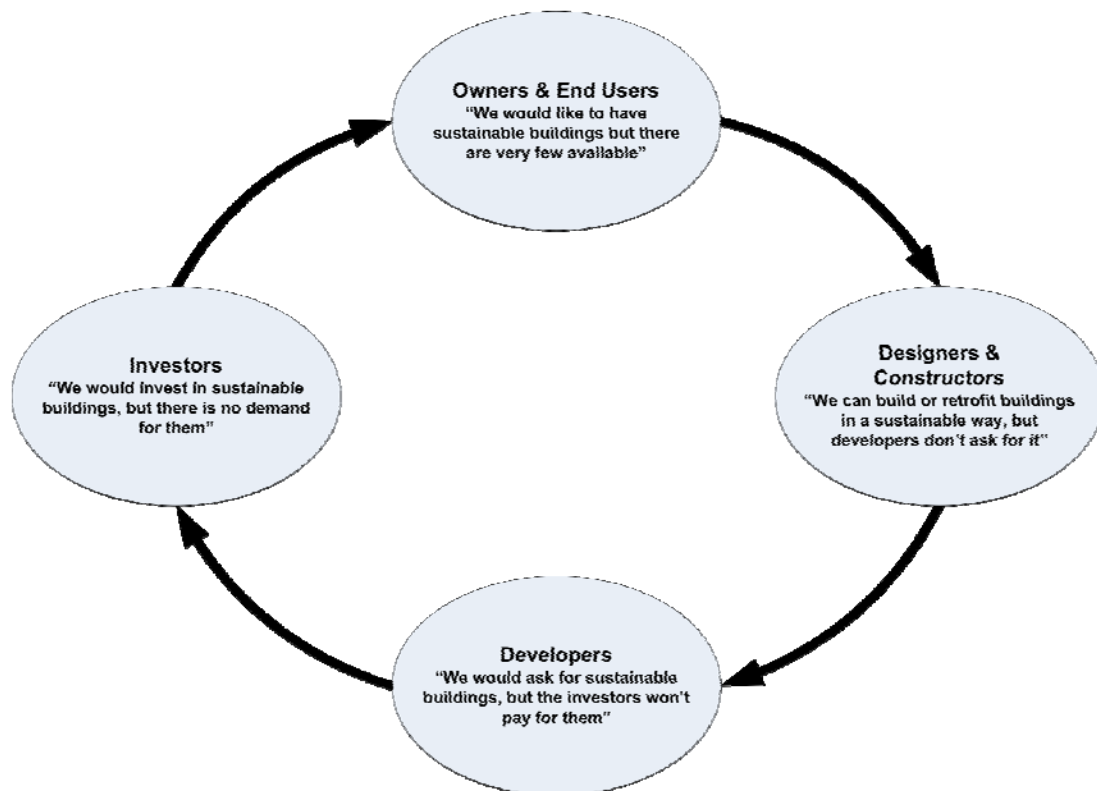 Owners & End Users
“We would like to have
sustainable buildings but there
are very few available”
Investors
“We would invest in sustainable
buildings, but there is no demand
for them”
Designers &
Constructors
“We can build or retrofit buildings
in a sustainable way, but
developers don’t ask for it”
Developers
“We would ask for sustainable
buildings, but the investors won’t
pay for them”